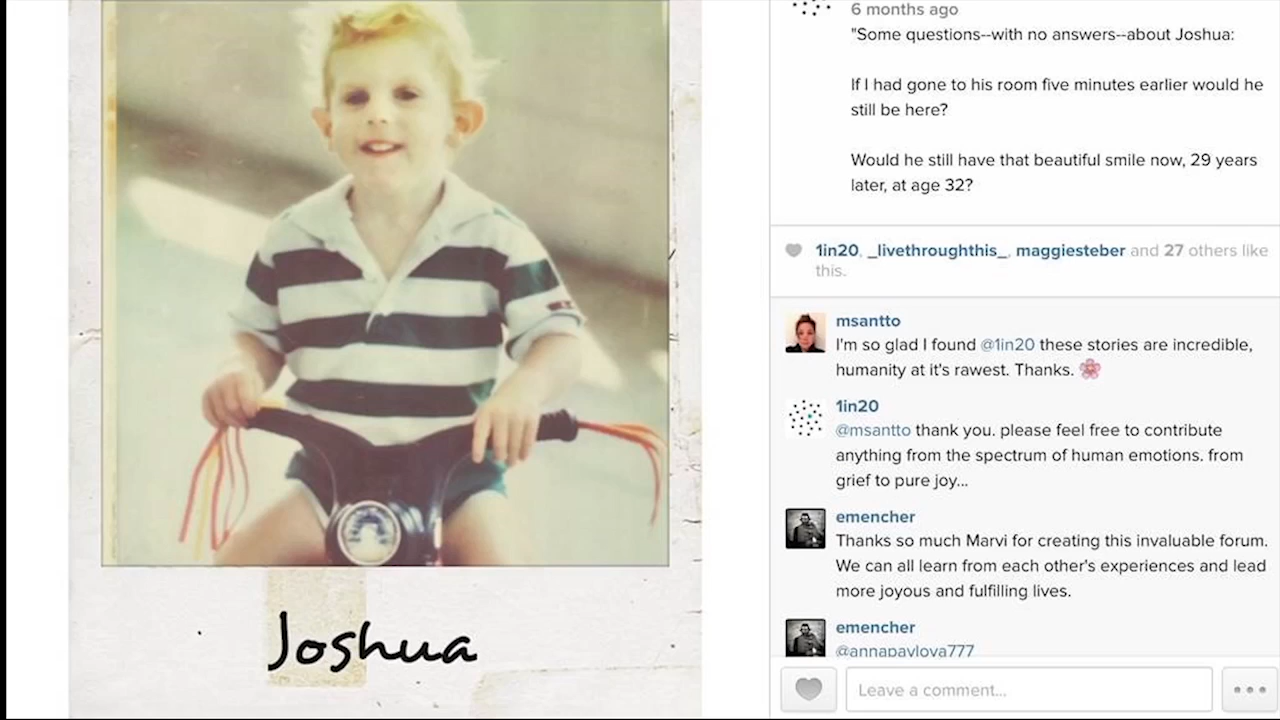 6 months ago
"Some questions--with no answers--about Joshua:
If I had gone to his room five minutes earlier would he
still be here?
Would he still have that beautiful smile now, 29 years
later, at age 32?
1in20, _livethroughthis_, maggiesteber and 27 others like
this.
msantto
I'm so glad I found @1in20 these stories are incredible,
humanity at it's rawest. Thanks. 🌸
1in20
@msantto thank you. please feel free to contribute
anything from the spectrum of human emotions. from
grief to pure joy...
emencher
Thanks so much Marvi for creating this invaluable forum.
We can all learn from each other's experiences and lead
more joyous and fulfilling lives.
emencher
@annapavlova777
Leave a comment...
Joshua